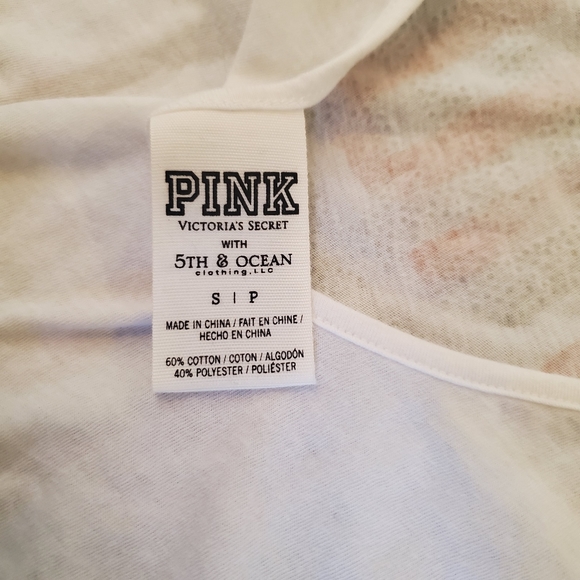 PINK
VICTORIA'S SECRET
WITH
5TH & OCEAN
clothing, LLC
S | P
MADE IN CHINA / FAIT EN CHINE /
HECHO EN CHINA
60% COTTON / COTON / ALGODÓN
40% POLYESTER / POLIÉSTER